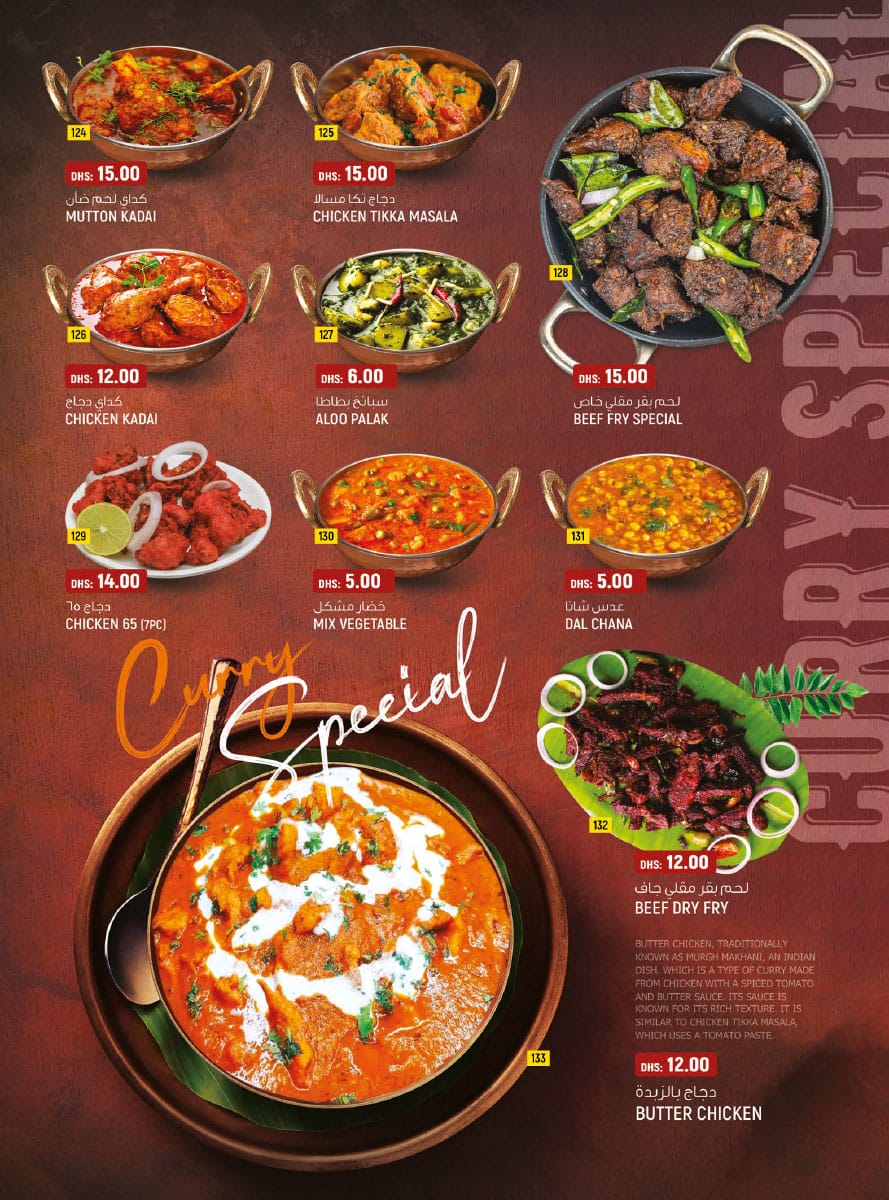 124
DHS: 15.00
كداي لحم ضأن
MUTTON KADAI
125
DHS: 15.00
دجاج تكا مسالا
CHICKEN TIKKA MASALA
128
DHS: 15.00
لحم بقر مقلي خاص
BEEF FRY SPECIAL
126
DHS: 12.00
كداي دجاج
CHICKEN KADAI
127
DHS: 6.00
سبانخ بطاطا
ALOO PALAK
129
DHS: 14.00
دجاج ٦٥
CHICKEN 65 (7PC)
130
DHS: 5.00
خضار مشكل
MIX VEGETABLE
131
DHS: 5.00
عدس شانا
DAL CHANA
CURRY SPECIAL
Curry
Special
132
DHS: 12.00
لحم بقر مقلي جاف
BEEF DRY FRY
BUTTER CHICKEN, TRADITIONALLY
KNOWN AS MURGH MAKHANI, AN INDIAN
DISH. WHICH IS A TYPE OF CURRY MADE
FROM CHICKEN WITH A SPICED TOMATO
AND BUTTER SAUCE. ITS SAUCE IS
KNOWN FOR ITS RICH TEXTURE. IT IS
SIMILAR TO CHICKEN TIKKA MASALA,
WHICH USES A TOMATO PASTE.
133
DHS: 12.00
دجاج بالزبدة
BUTTER CHICKEN